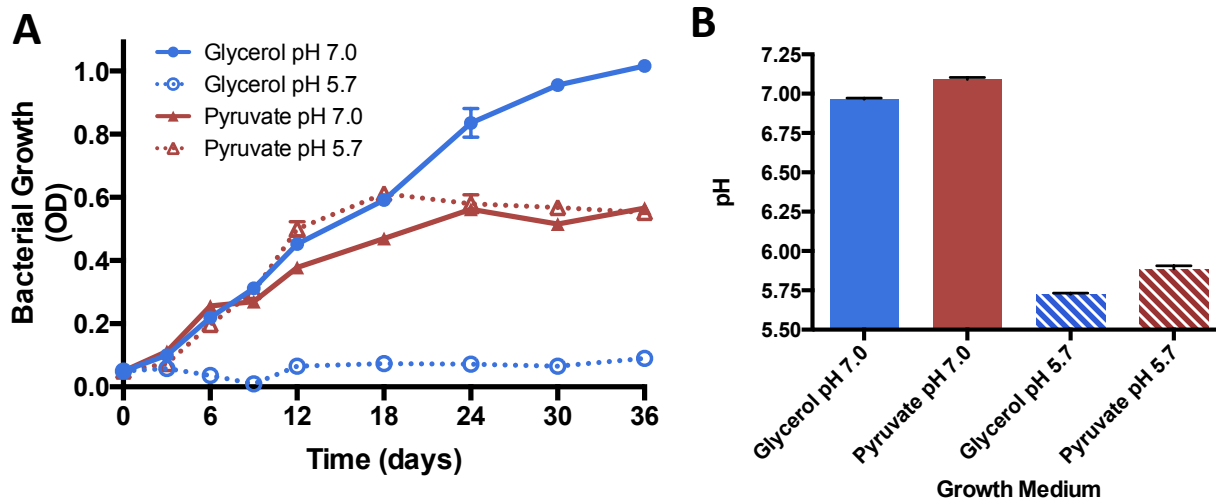 A
Bacterial Growth
(OD)
1.0
0.8
0.6
0.4
0.2
0.0
Glycerol pH 7.0
Glycerol pH 5.7
Pyruvate pH 7.0
Pyruvate pH 5.7
0 6 12 18 24 30 36
Time (days)
B
pH
7.25
7.00
6.75
6.50
6.25
6.00
5.75
5.50
Glycerol pH 7.0
Pyruvate pH 7.0
Glycerol pH 5.7
Pyruvate pH 5.7
Growth Medium